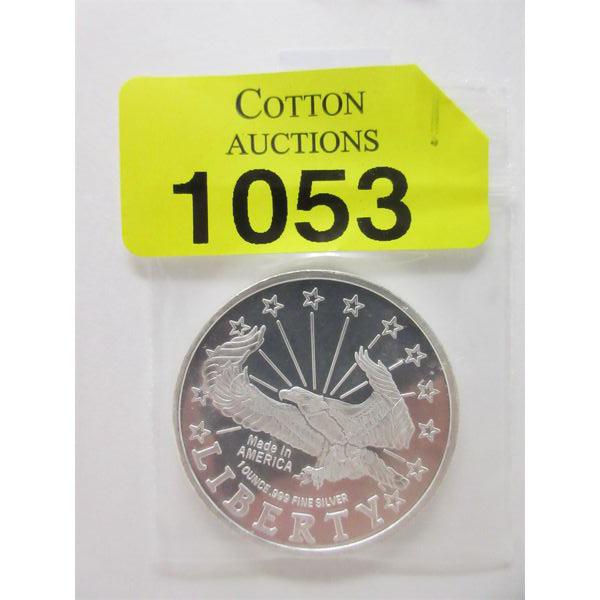 COTTON
AUCTIONS
1053
Made In
AMERICA
1 OUNCE .999 FINE SILVER
LIBERTY